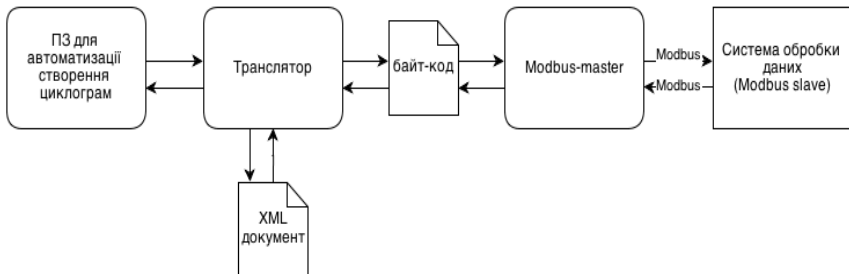 ПЗ для
автоматизації
створення
циклограм
Транслятор
байт-код
Modbus-master
Modbus
Modbus
Система обробки
даних
(Modbus slave)
XML
документ